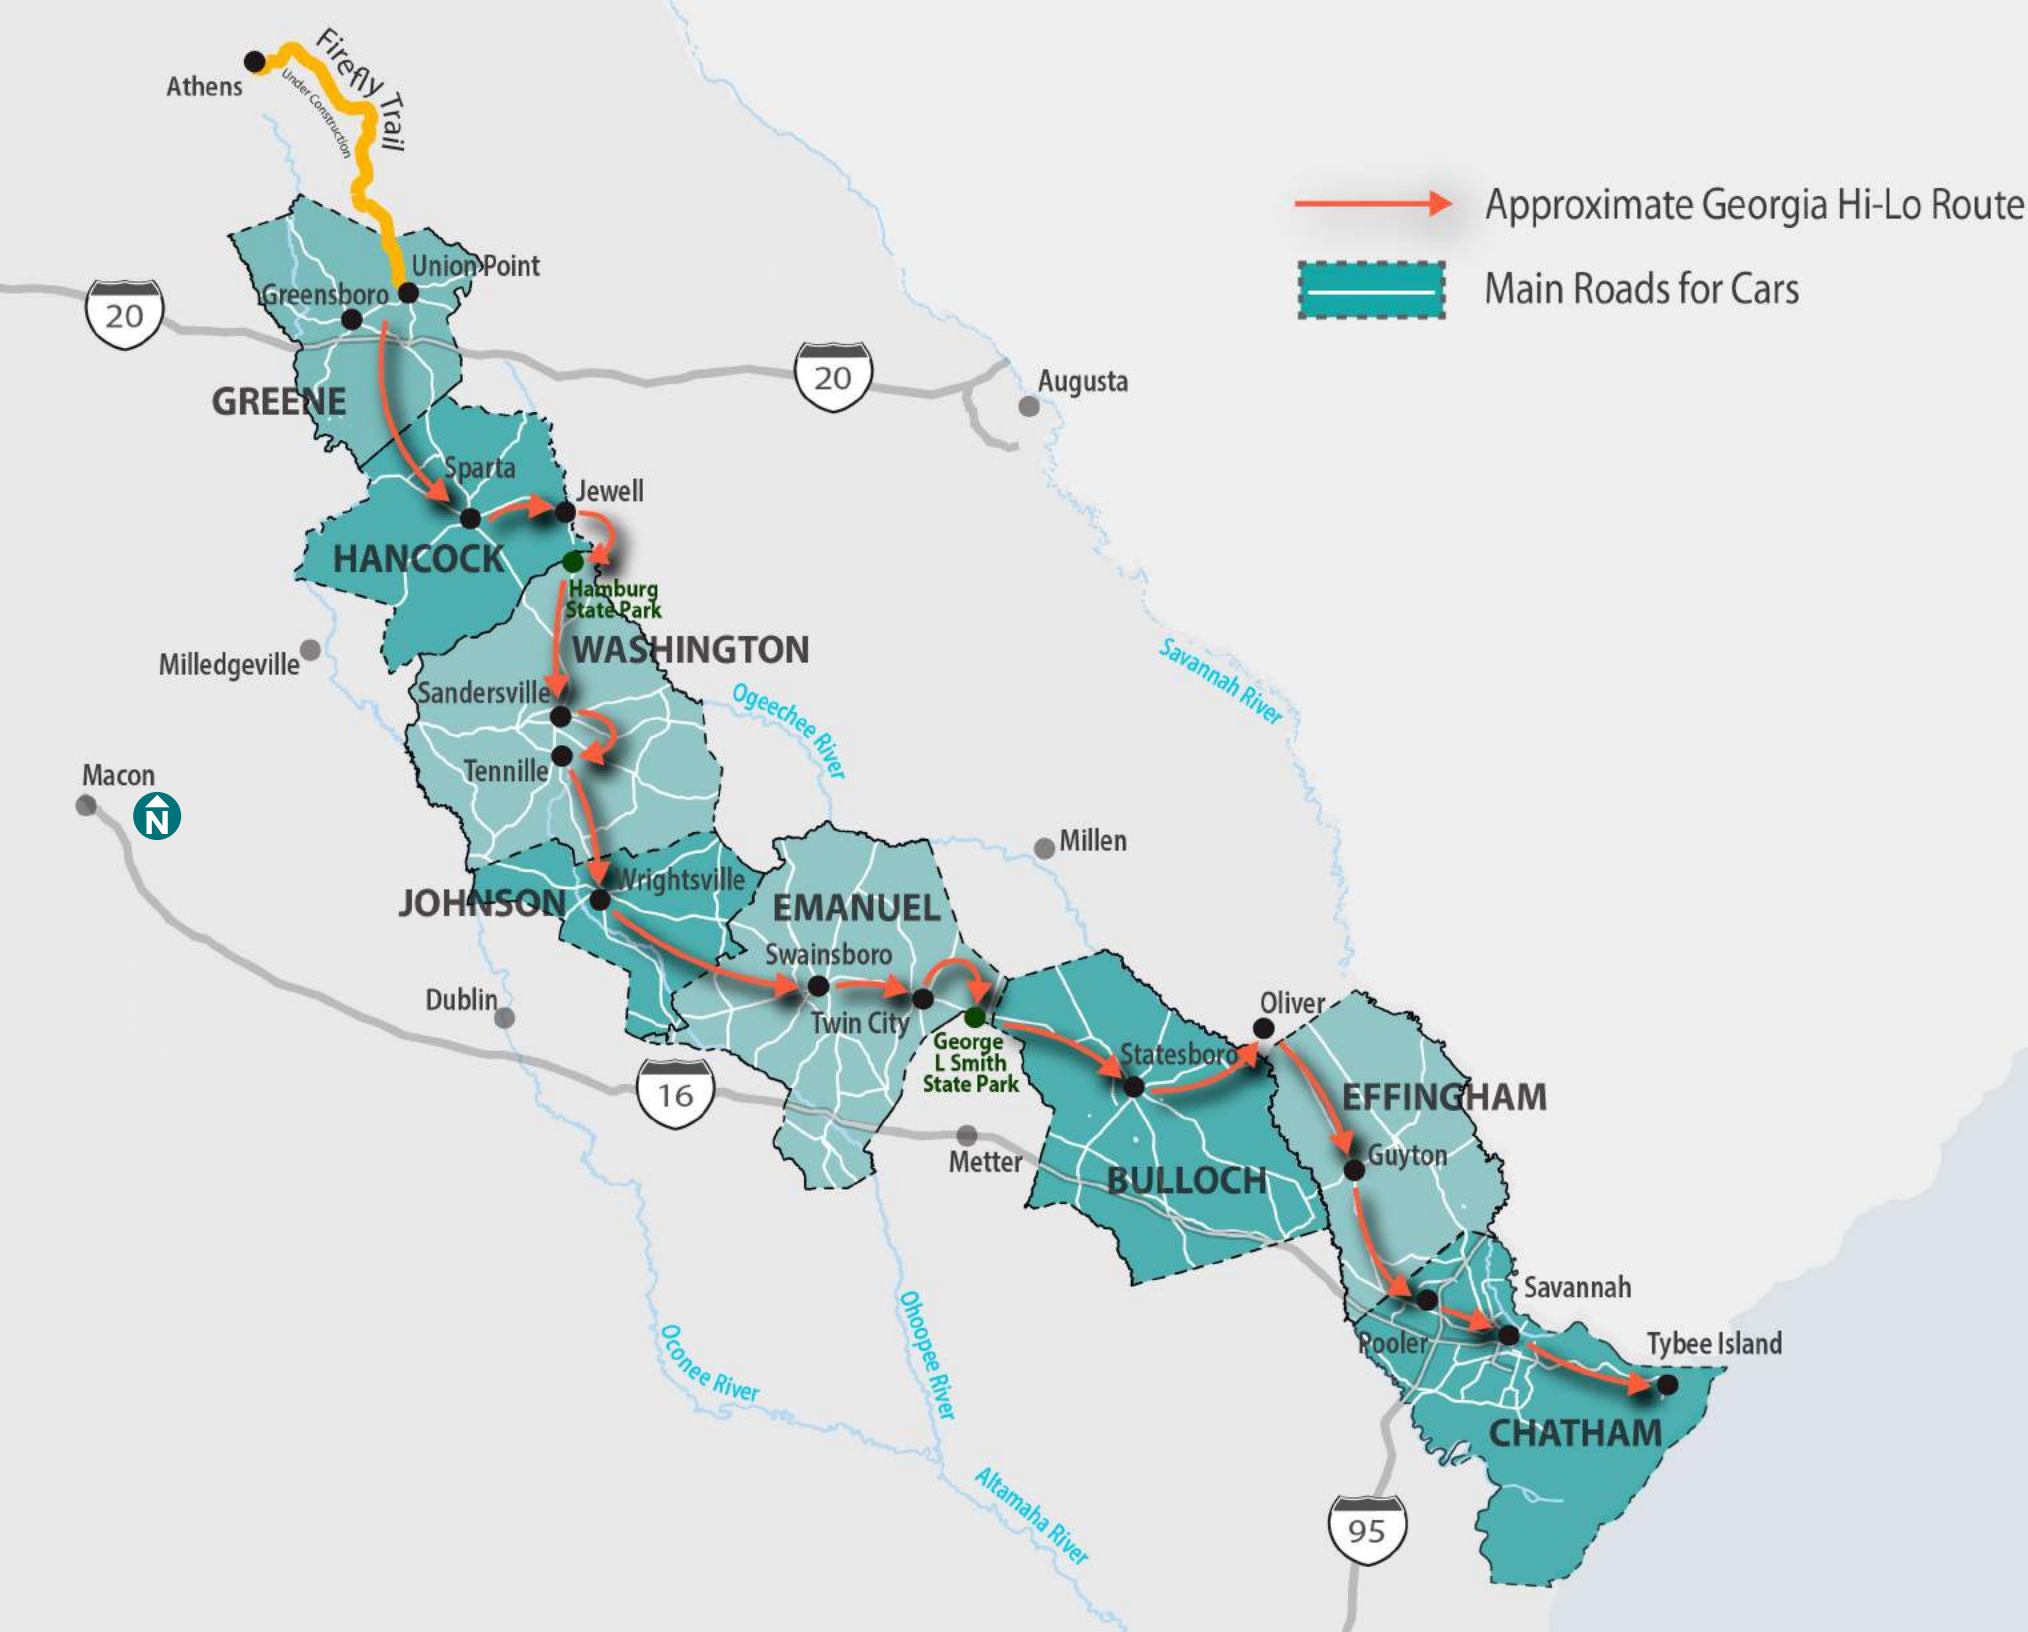 Firefly Trail
Athens
Under Construction
Approximate Georgia Hi-Lo Route
Union Point
Greensboro
Main Roads for Cars
20
20
Augusta
GREENE
Sparta
Jewell
HANCOCK
Hamburg
State Park
Milledgeville
WASHINGTON
Savannah River
Sandersville
Ogeechee River
Tennille
Macon
N
Millen
Wrightsville
JOHNSON
EMANUEL
Swainsboro
Dublin
Twin City
Oliver
George
L Smith
State Park
Statesboro
16
EFFINGHAM
Metter
Guyton
BULLOCH
Savannah
Ohoopee River
Pooler
Tybee Island
Oconee River
CHATHAM
Altamaha River
95